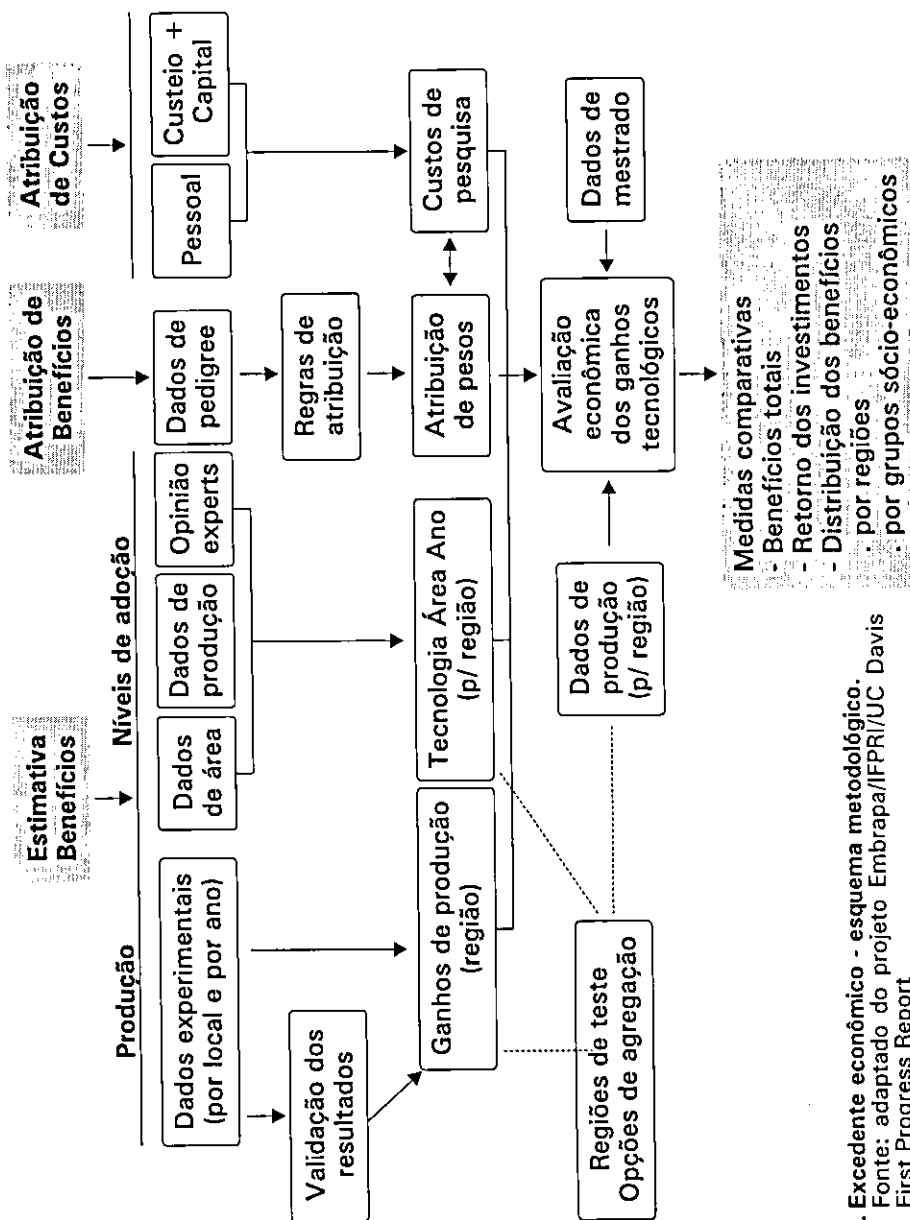 Estimativa
Benefícios
Atribuição de
Benefícios
Atribuição
de Custos
Produção
Níveis de adoção
Dados experimentais
(por local e por ano)
Dados
de área
Dados de
produção
Opinião
experts
Dados de
pedigree
Pessoal
Custeio +
Capital
Validação dos
resultados
Regras de
atribuição
Ganhos de produção
(região)
Tecnologia Área Ano
(p/ região)
Atribuição
de pesos
Custos de
pesquisa
Regiões de teste
Opções de agregação
Dados de
produção
(p/ região)
Avaliação
econômica
dos ganhos
tecnológicos
Dados de
mestrado
Medidas comparativas
- Benefícios totais
- Retorno dos investimentos
- Distribuição dos benefícios
. por regiões
. por grupos sócio-econômicos
. Excedente econômico - esquema metodológico.
Fonte: adaptado do projeto Embrapa/IFPRI/UC Davis
First Progress Report